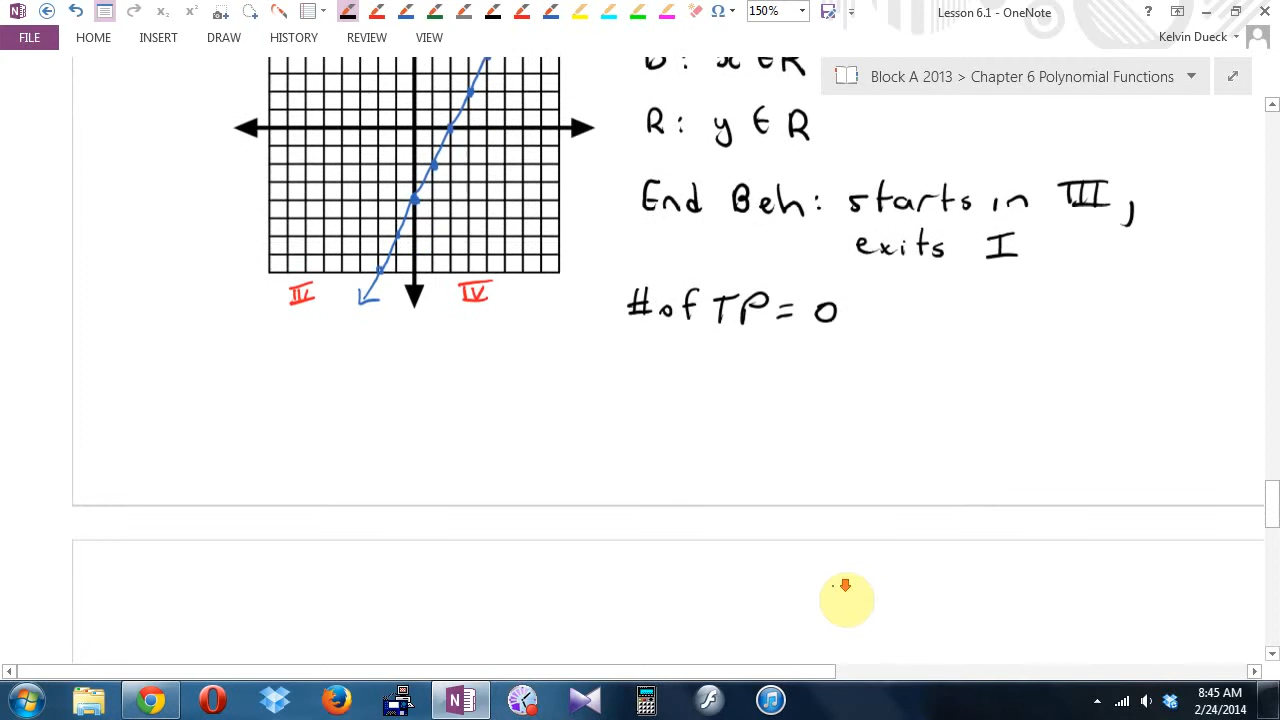 150%
Lesson 6.1 - OneNote
FILE
HOME
INSERT
DRAW
HISTORY
REVIEW
VIEW
Kelvin Dueck
Block A 2013 > Chapter 6 Polynomial Functions
D: x ∈ R
R: y ∈ R
End Beh: starts in III,
exits I
III
IV
# of TP = 0
8:45 AM
2/24/2014